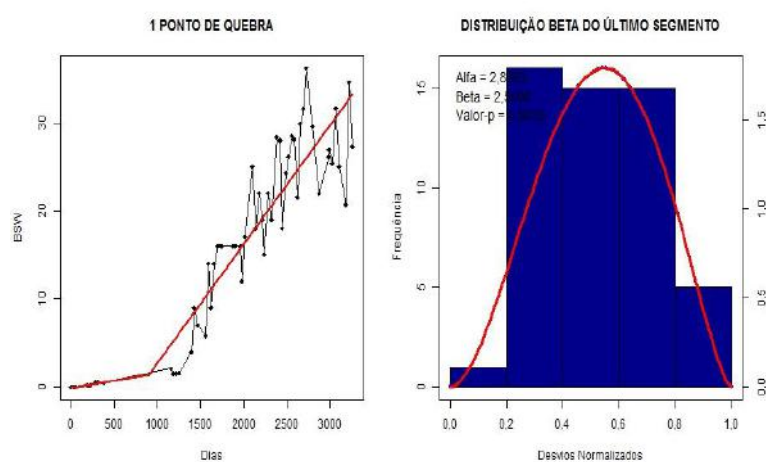 1 PONTO DE QUEBRA
BSW
30
20
10
0
0 500 1000 1500 2000 2500 3000
Dias
DISTRIBUIÇÃO BETA DO ÚLTIMO SEGMENTO
Alfa = 2,8
Beta = 2,
Valor-p =
Frequência
15
10
5
0
1.5
1.0
0.5
0.0
0,0 0,2 0,4 0,6 0,8 1,0
Desvios Normalizados